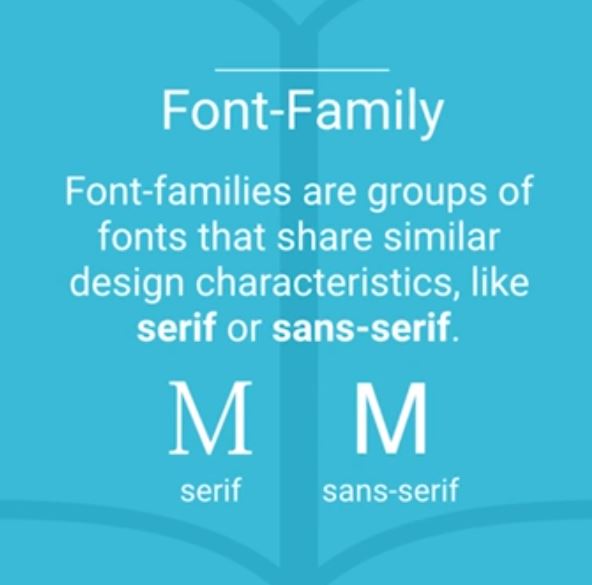 Font-Family
Font-families are groups of
fonts that share similar
design characteristics, like
serif or sans-serif.
M M
serif sans-serif